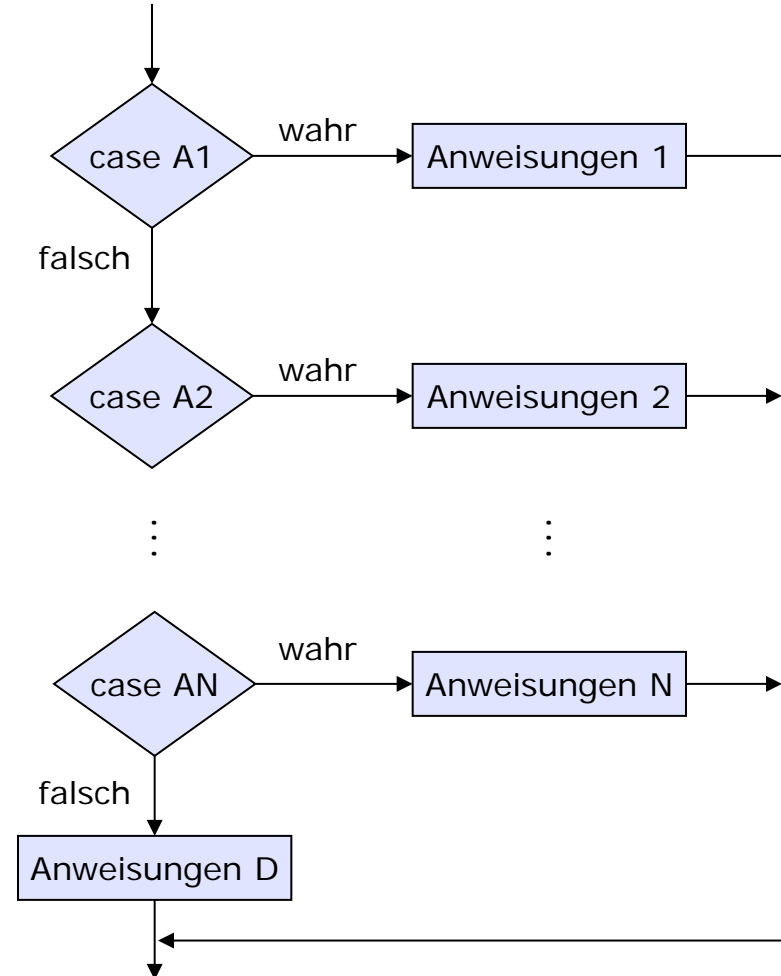 case A1
wahr
Anweisungen 1
falsch
case A2
wahr
Anweisungen 2
case AN
wahr
Anweisungen N
falsch
Anweisungen D